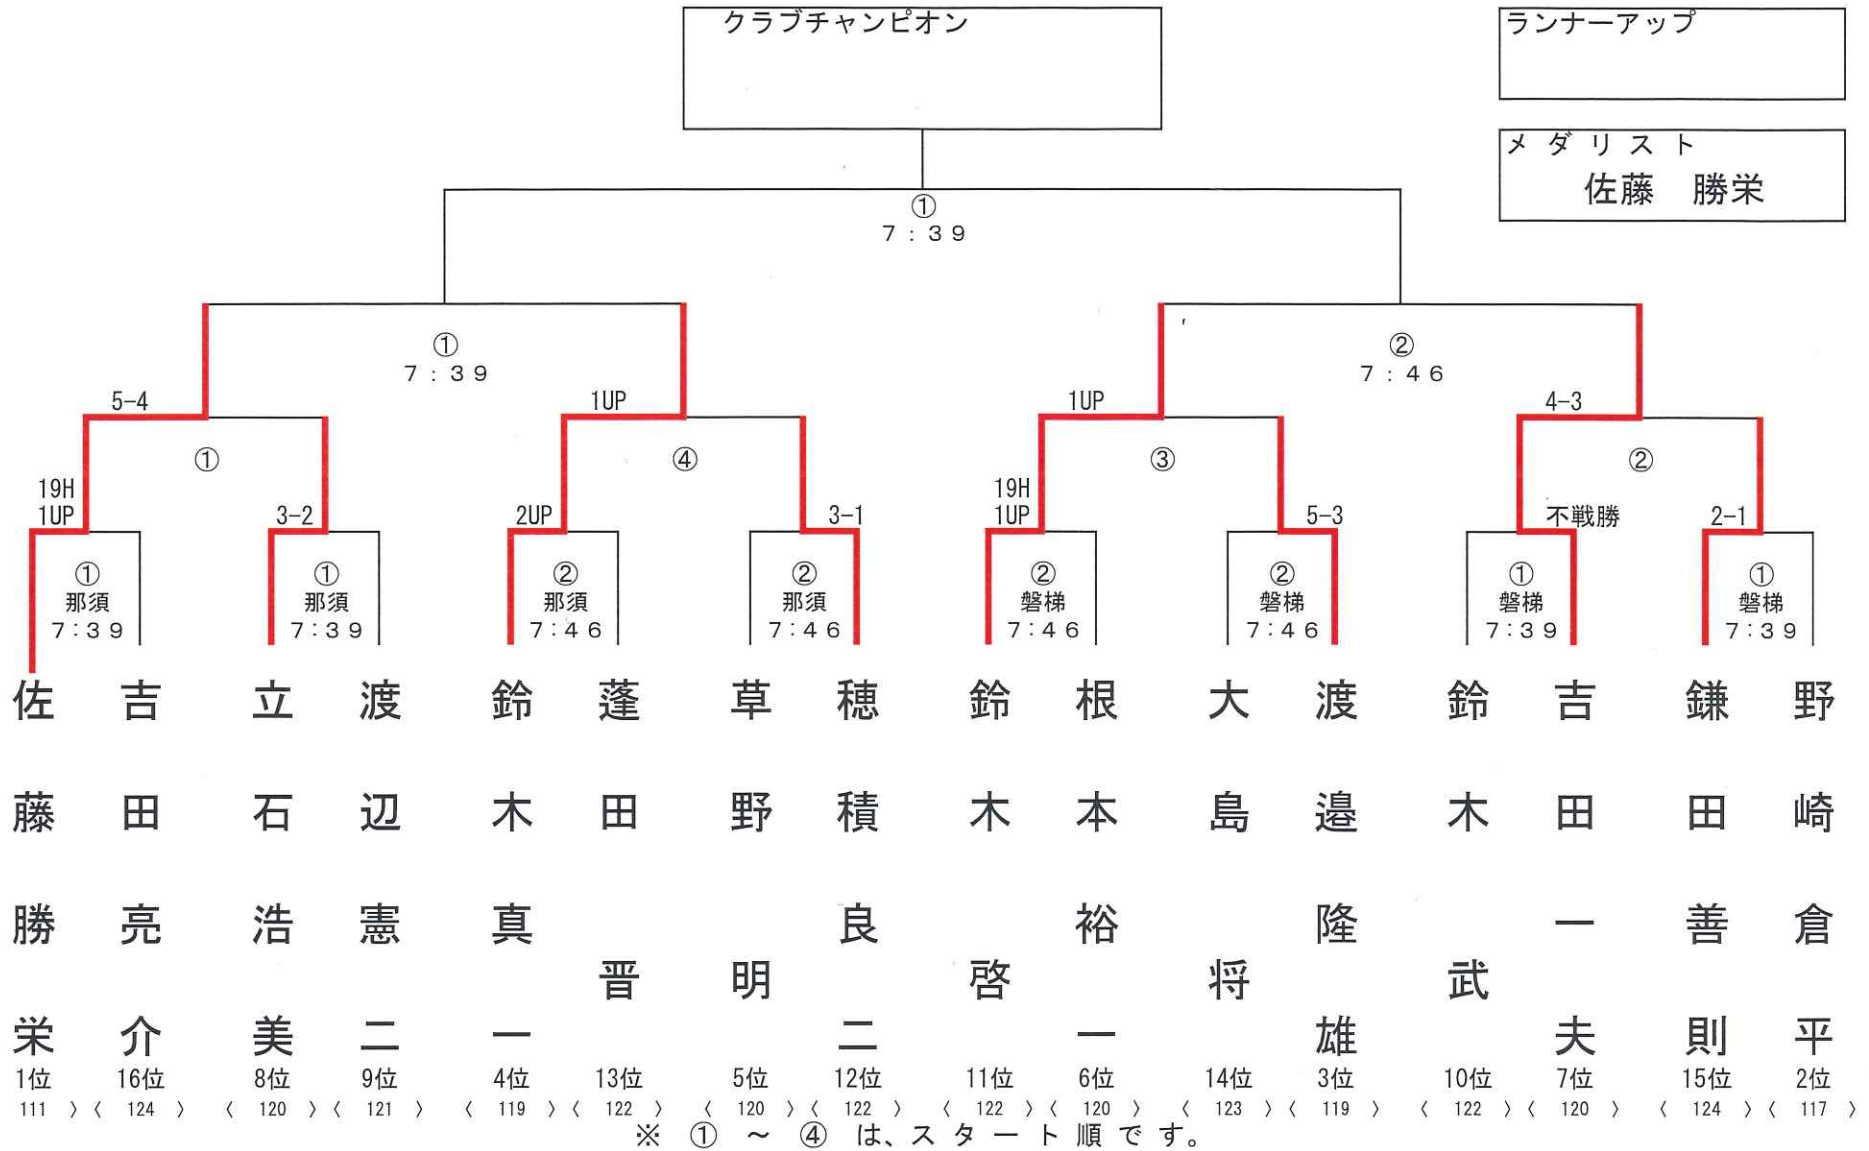 クラブチャンピオン
ランナーアップ
メダリスト
佐藤　勝栄
①
7：39
①
7：39
②
7：46
5-4
1UP
1UP
4-3
①
④
③
②
19H
1UP
3-2
2UP
3-1
19H
1UP
5-3
不戦勝
2-1
①
那須
7：39
①
那須
7：39
②
那須
7：46
②
那須
7：46
②
磐梯
7：46
②
磐梯
7：46
①
磐梯
7：39
①
磐梯
7：39
佐藤勝栄
吉田亮介
立石浩美
渡辺憲二
鈴木真一
蓬田晋
草野明
穂積良二
鈴木啓
根本裕一
大島将
渡邉隆雄
鈴木武
吉田一夫
鎌田善則
野崎倉平
1位 16位 8位 9位 4位 13位 5位 12位 11位 6位 14位 3位 10位 7位 15位 2位
111 〉〈 124 〉 〈 120 〉〈 121 〉 〈 119 〉〈 122 〉 〈 120 〉〈 122 〉 〈 122 〉〈 120 〉 〈 123 〉〈 119 〉 〈 122 〉〈 120 〉 〈 124 〉〈 117 〉
※　①　～　④　は、スタート順です。